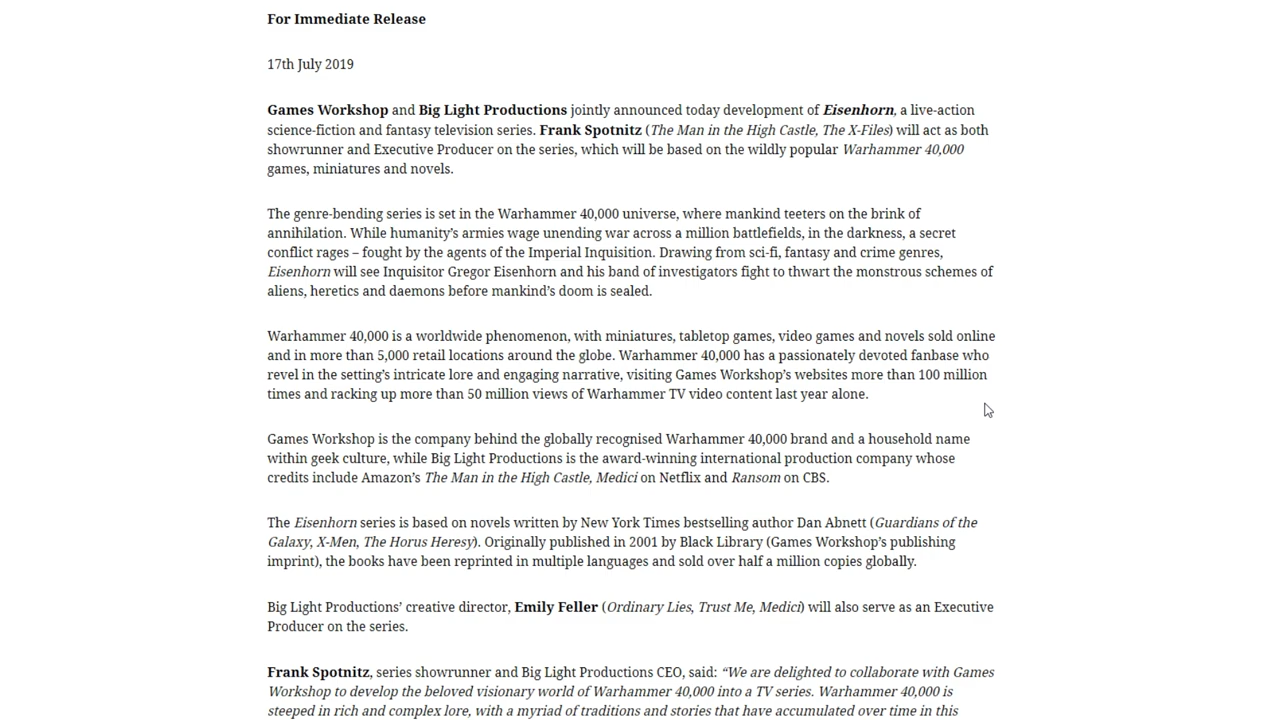 For Immediate Release
17th July 2019
Games Workshop and Big Light Productions jointly announced today development of Eisenhorn, a live-action
science-fiction and fantasy television series. Frank Spotnitz (The Man in the High Castle, The X-Files) will act as both
showrunner and Executive Producer on the series, which will be based on the wildly popular Warhammer 40,000
games, miniatures and novels.
The genre-bending series is set in the Warhammer 40,000 universe, where mankind teeters on the brink of
annihilation. While humanity’s armies wage unending war across a million battlefields, in the darkness, a secret
conflict rages – fought by the agents of the Imperial Inquisition. Drawing from sci-fi, fantasy and crime genres,
Eisenhorn will see Inquisitor Gregor Eisenhorn and his band of investigators fight to thwart the monstrous schemes of
aliens, heretics and daemons before mankind’s doom is sealed.
Warhammer 40,000 is a worldwide phenomenon, with miniatures, tabletop games, video games and novels sold online
and in more than 5,000 retail locations around the globe. Warhammer 40,000 has a passionately devoted fanbase who
revel in the setting’s intricate lore and engaging narrative, visiting Games Workshop’s websites more than 100 million
times and racking up more than 50 million views of Warhammer TV video content last year alone.
Games Workshop is the company behind the globally recognised Warhammer 40,000 brand and a household name
within geek culture, while Big Light Productions is the award-winning international production company whose
credits include Amazon’s The Man in the High Castle, Medici on Netflix and Ransom on CBS.
The Eisenhorn series is based on novels written by New York Times bestselling author Dan Abnett (Guardians of the
Galaxy, X-Men, The Horus Heresy). Originally published in 2001 by Black Library (Games Workshop’s publishing
imprint), the books have been reprinted in multiple languages and sold over half a million copies globally.
Big Light Productions’ creative director, Emily Feller (Ordinary Lies, Trust Me, Medici) will also serve as an Executive
Producer on the series.
Frank Spotnitz, series showrunner and Big Light Productions CEO, said: “We are delighted to collaborate with Games
Workshop to develop the beloved visionary world of Warhammer 40,000 into a TV series. Warhammer 40,000 is
steeped in rich and complex lore, with a myriad of traditions and stories that have accumulated over time in this